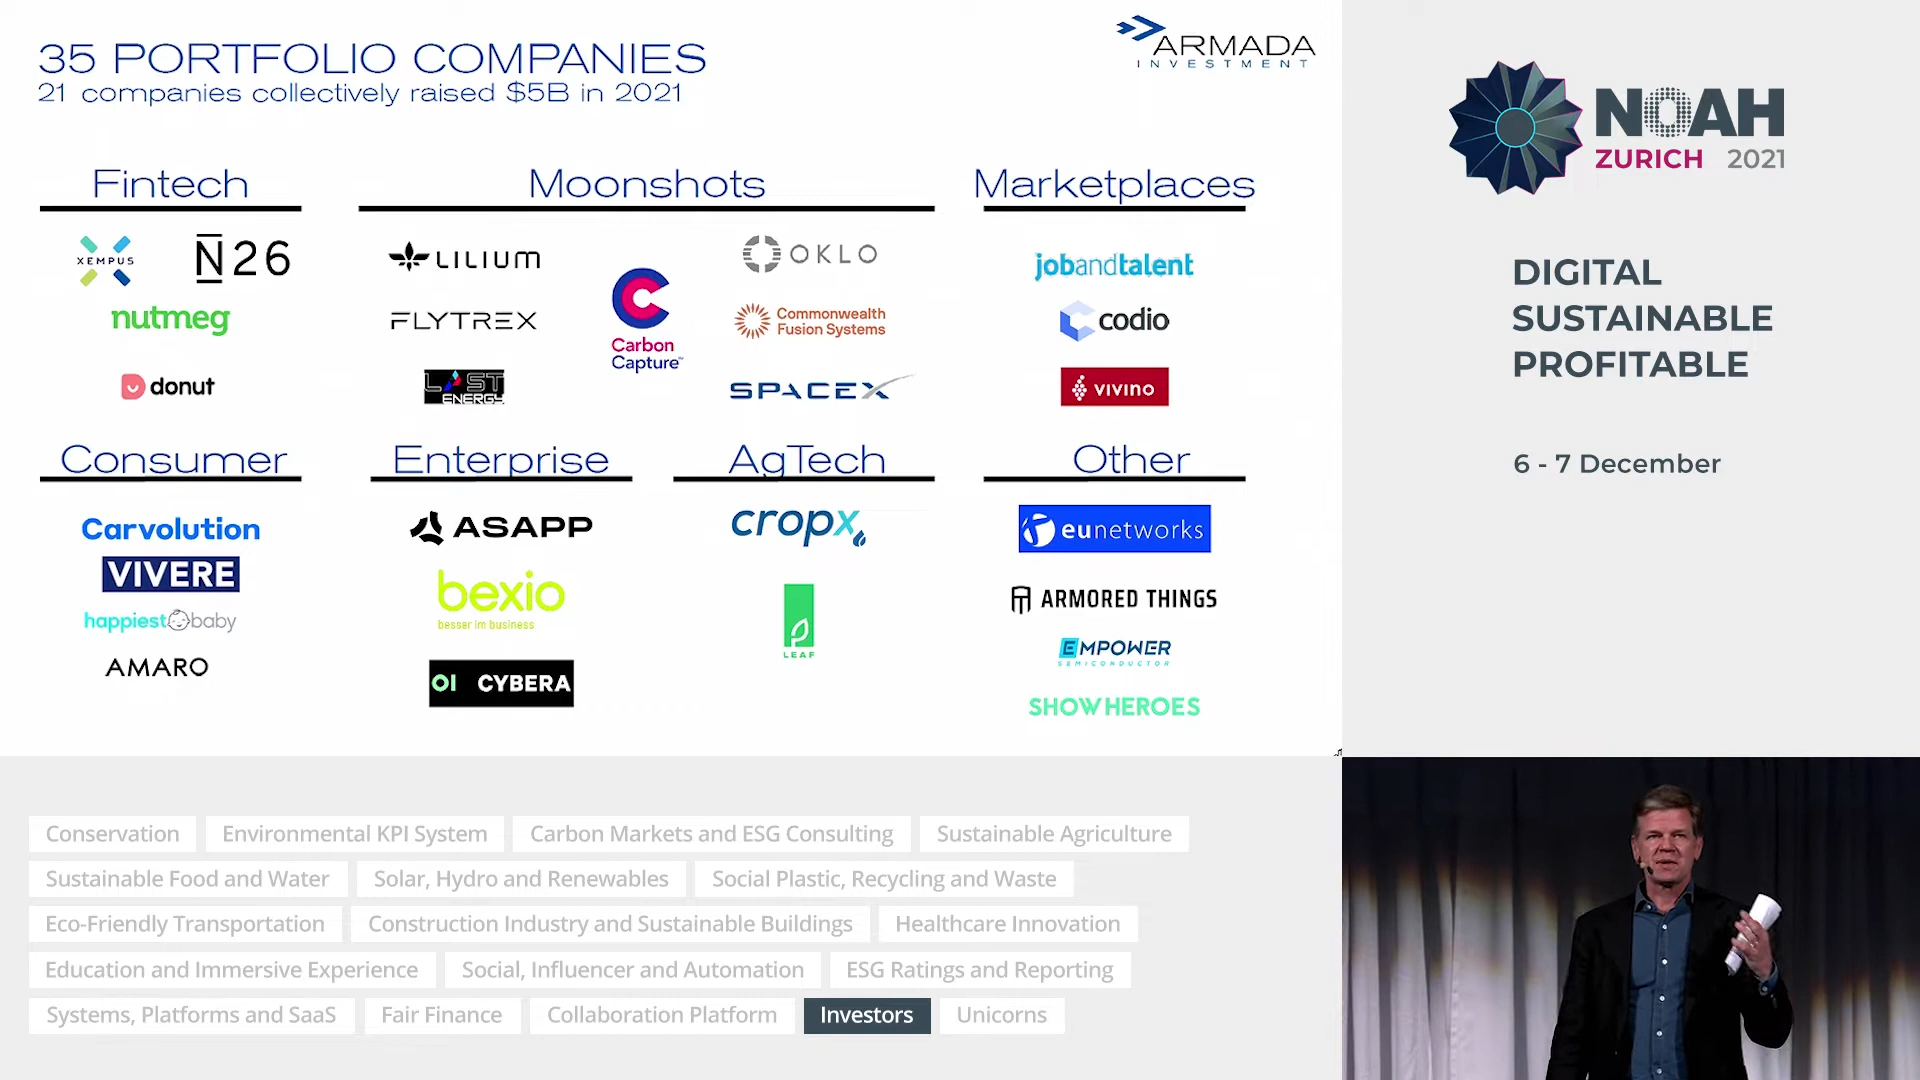 35 PORTFOLIO COMPANIES
21 companies collectively raised $5B in 2021
ARMADA
INVESTMENT
Fintech
XEMPUS
N26
nutmeg
donut
Moonshots
LILIUM
FLYTREX
LAST
ENERGY
Carbon
Capture™
OKLO
Commonwealth
Fusion Systems
SPACEX
Marketplaces
jobandtalent
codio
VIVINO
Consumer
Carvolution
VIVERE
happiest baby
AMARO
Enterprise
ASAPP
bexio
besser im business
CYBERA
AgTech
cropx
LEAF
Other
eunetworks
ARMORED THINGS
EMPOWER
SEMICONDUCTOR
SHOWHEROES
NOAH
ZURICH 2021
DIGITAL
SUSTAINABLE
PROFITABLE
6 - 7 December
Conservation
Environmental KPI System
Carbon Markets and ESG Consulting
Sustainable Agriculture
Sustainable Food and Water
Solar, Hydro and Renewables
Social Plastic, Recycling and Waste
Eco-Friendly Transportation
Construction Industry and Sustainable Buildings
Healthcare Innovation
Education and Immersive Experience
Social, Influencer and Automation
ESG Ratings and Reporting
Systems, Platforms and SaaS
Fair Finance
Collaboration Platform
Investors
Unicorns